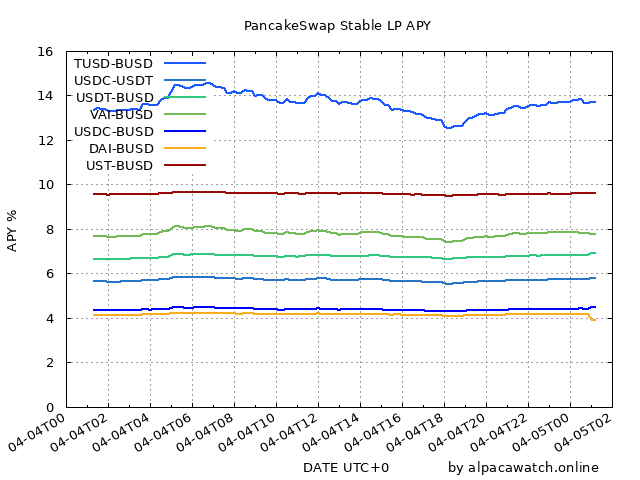 PancakeSwap Stable LP APY
16
14
12
10
8
6
4
2
0
APY %
TUSD-BUSD
USDC-USDT
USDT-BUSD
VAI-BUSD
USDC-BUSD
DAI-BUSD
UST-BUSD
04-04T00
04-04T02
04-04T04
04-04T06
04-04T08
04-04T10
04-04T12
04-04T14
04-04T16
04-04T18
04-04T20
04-04T22
04-05T00
04-05T02
DATE UTC+0
by alpacawatch.online